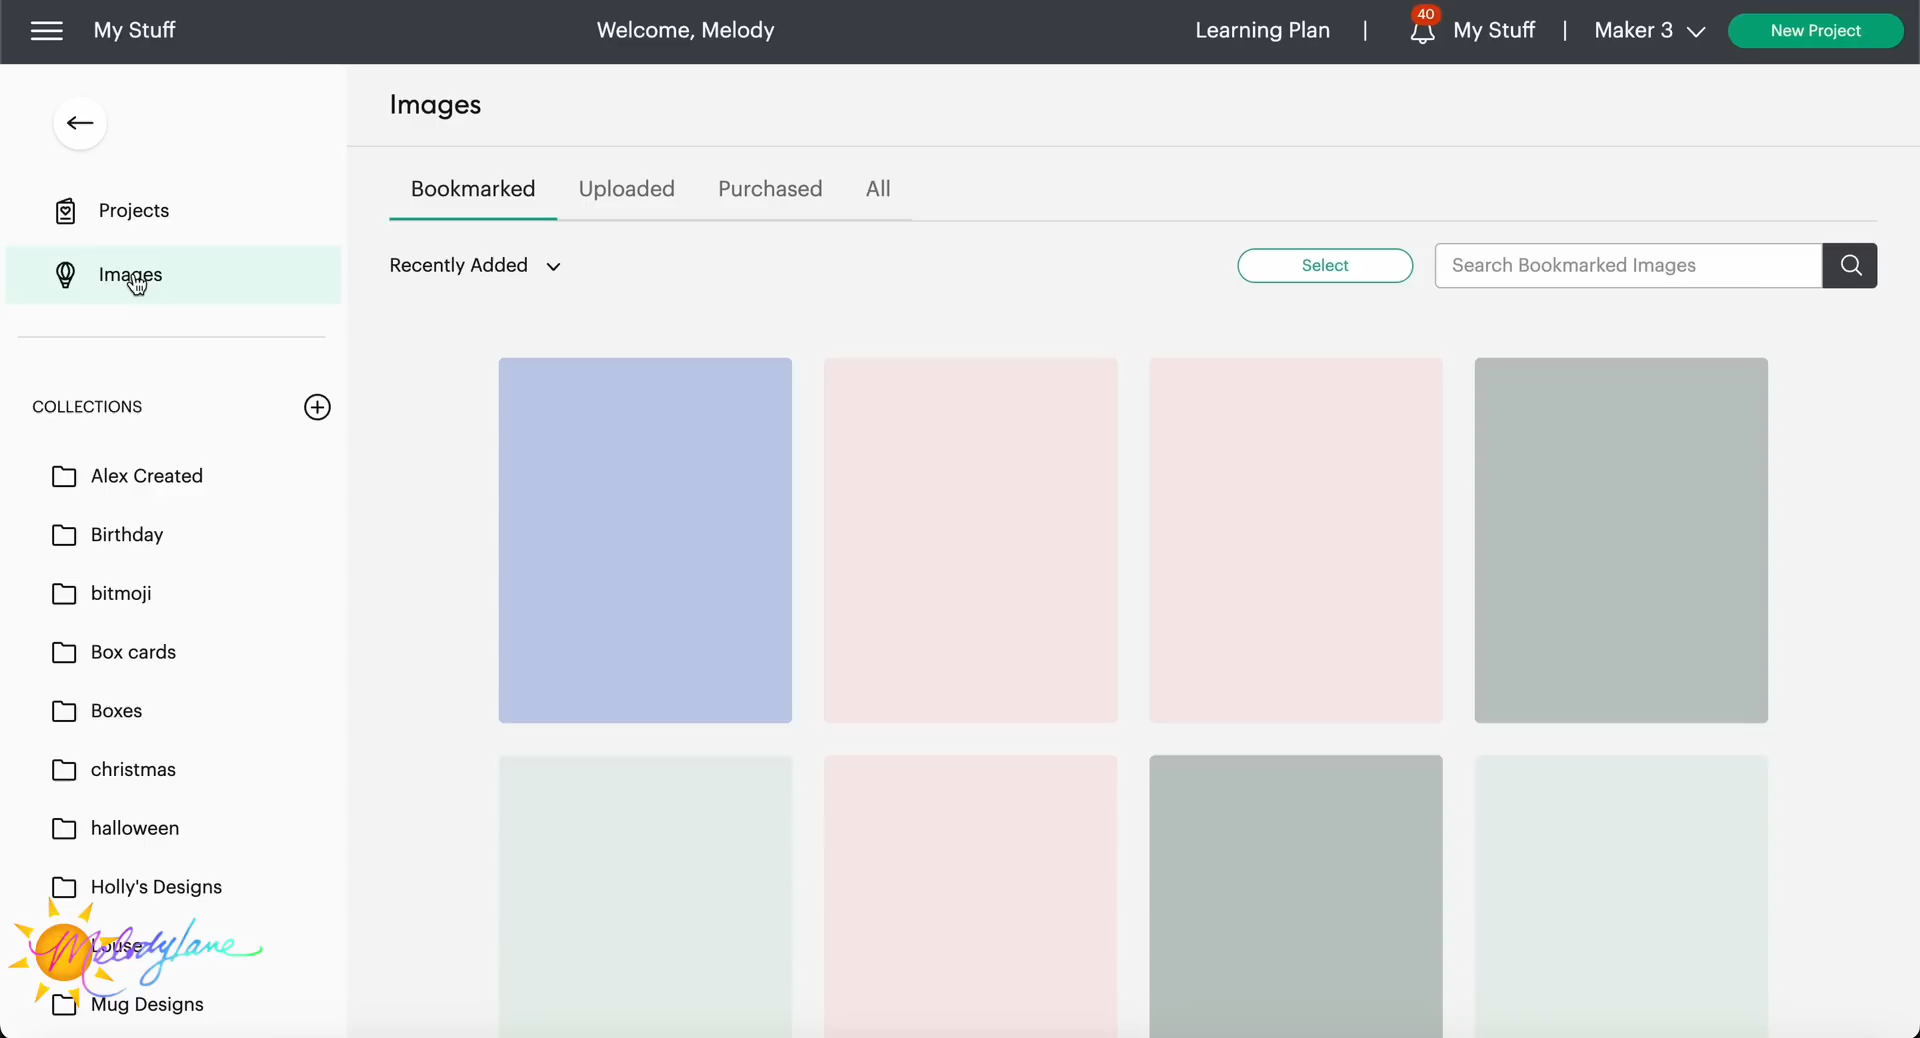 My Stuff
Welcome, Melody
Learning Plan
|
40
My Stuff
|
Maker 3
New Project
Images
Projects
Images
Bookmarked
Uploaded
Purchased
All
Recently Added
Select
Search Bookmarked Images
COLLECTIONS
Alex Created
Birthday
bitmoji
Box cards
Boxes
christmas
halloween
Holly's Designs
MelodyLane
Mug Designs